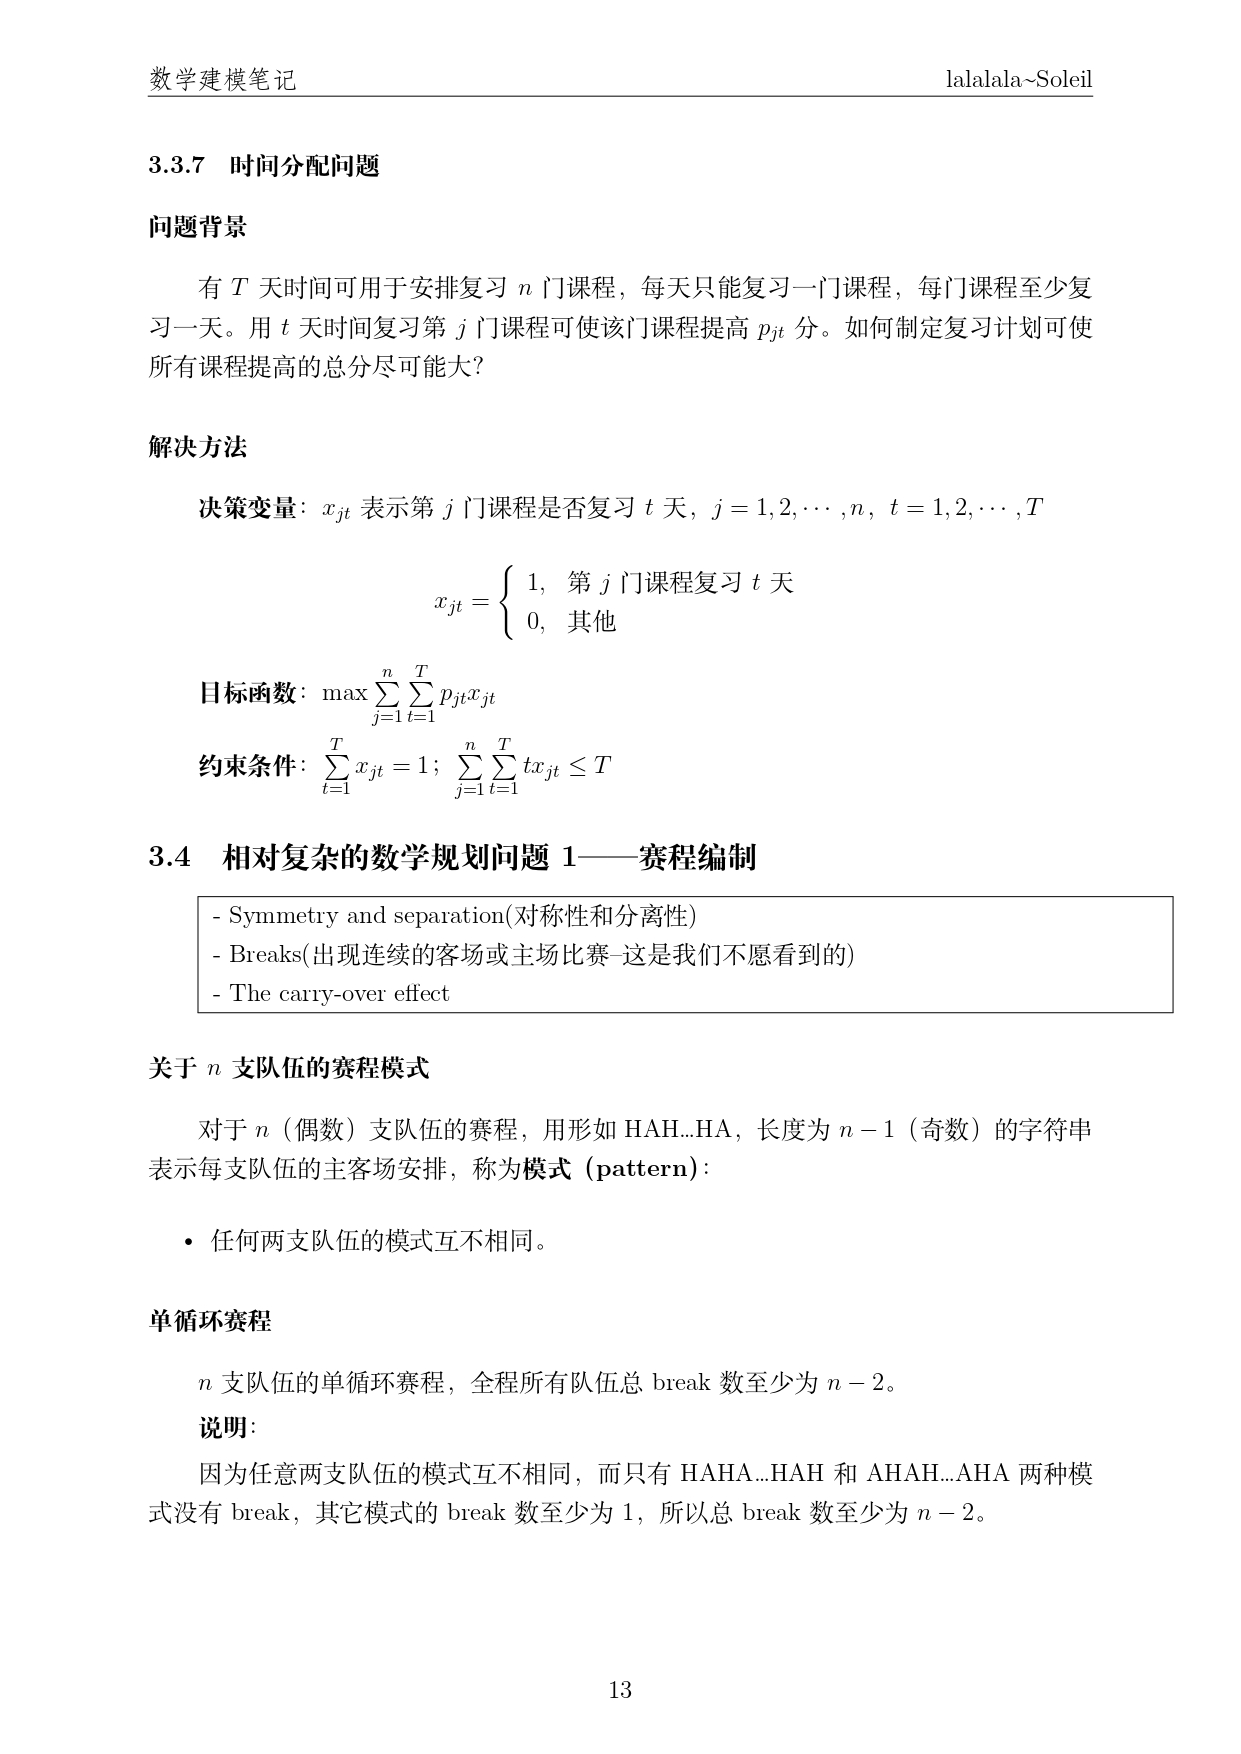 数学建模笔记 lalalala~Soleil
3.3.7 时间分配问题
问题背景
有 T 天时间可用于安排复习 n 门课程，每天只能复习一门课程，每门课程至少复
习一天。用 t 天时间复习第 j 门课程可使该门课程提高 p_{jt} 分。如何制定复习计划可使
所有课程提高的总分尽可能大？
解决方法
决策变量：x_{jt} 表示第 j 门课程是否复习 t 天，j = 1, 2, ⋯ , n，t = 1, 2, ⋯ , T
x_{jt} = { 1, 第 j 门课程复习 t 天
0, 其他
目标函数：max ∑_{j=1}^{n} ∑_{t=1}^{T} p_{jt}x_{jt}
约束条件：∑_{t=1}^{T} x_{jt} = 1；∑_{j=1}^{n} ∑_{t=1}^{T} tx_{jt} ≤ T
3.4 相对复杂的数学规划问题 1——赛程编制
- Symmetry and separation(对称性和分离性)
- Breaks(出现连续的客场或主场比赛–这是我们不愿看到的)
- The carry-over effect
关于 n 支队伍的赛程模式
对于 n（偶数）支队伍的赛程，用形如 HAH...HA，长度为 n − 1（奇数）的字符串
表示每支队伍的主客场安排，称为模式（pattern）：
• 任何两支队伍的模式互不相同。
单循环赛程
n 支队伍的单循环赛程，全程所有队伍总 break 数至少为 n − 2。
说明：
因为任意两支队伍的模式互不相同，而只有 HAHA...HAH 和 AHAH...AHA 两种模
式没有 break，其它模式的 break 数至少为 1，所以总 break 数至少为 n − 2。
13